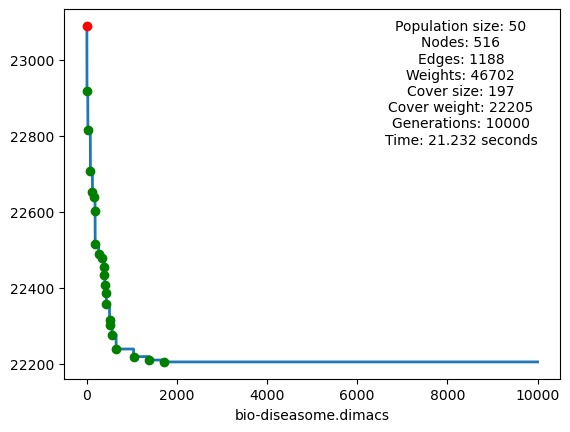 Population size: 50
Nodes: 516
Edges: 1188
Weights: 46702
Cover size: 197
Cover weight: 22205
Generations: 10000
Time: 21.232 seconds
23000
22800
22600
22400
22200
0 2000 4000 6000 8000 10000
bio-diseasome.dimacs